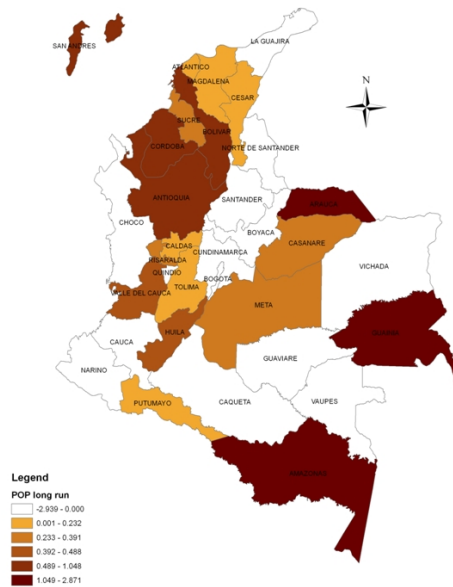 LA GUAJIRA
SAN ANDRES
ATLANTICO
MAGDALENA
CESAR
N
SUCRE
BOLIVAR
CORDOBA
NORTE DE SANTANDER
ANTIOQUIA
SANTANDER
ARAUCA
CHOCO
BOYACA
CASANARE
CALDAS
CUNDINAMARCA
RISARALDA
VICHADA
QUINDIO
BOGOTA
TOLIMA
VALLE DEL CAUCA
META
HUILA
GUAINIA
CAUCA
GUAVIARE
NARINO
CAQUETA
VAUPES
PUTUMAYO
AMAZONAS
Legend
POP long run
-2.939 - 0.000
0.001 - 0.232
0.233 - 0.391
0.392 - 0.488
0.489 - 1.048
1.049 - 2.871